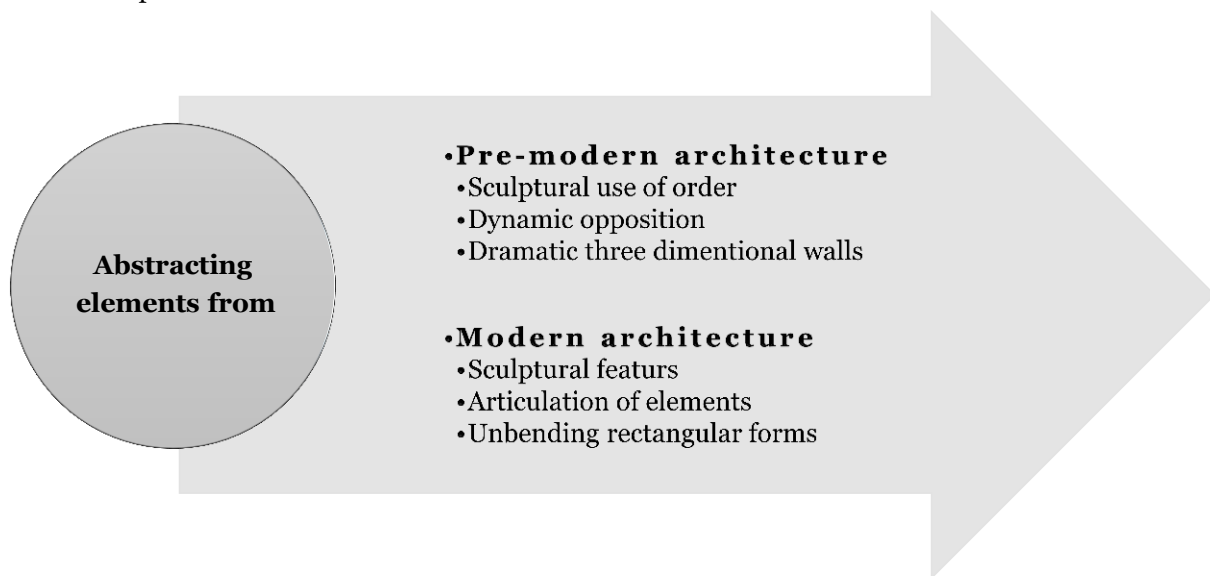 Abstracting
elements from
•Pre-modern architecture
•Sculptural use of order
•Dynamic opposition
•Dramatic three dimentional walls
•Modern architecture
•Sculptural featurs
•Articulation of elements
•Unbending rectangular forms